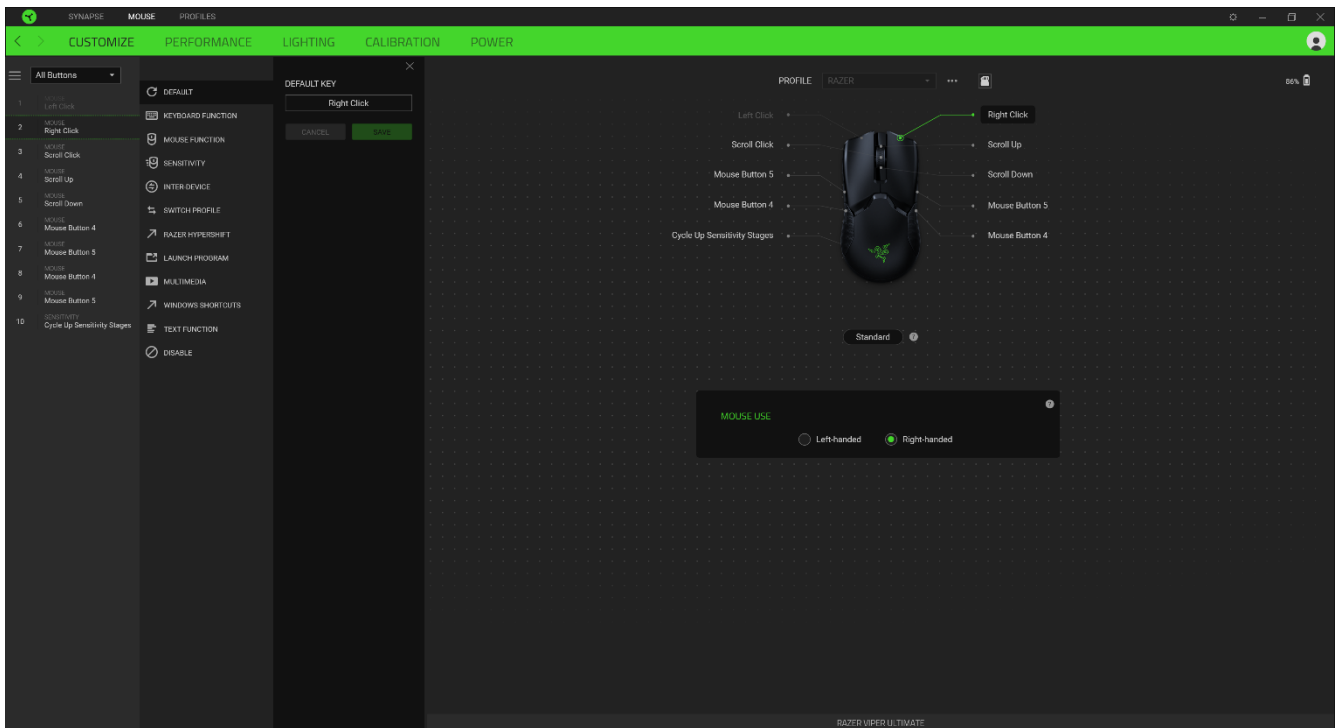 SYNAPSE MOUSE PROFILES
CUSTOMIZE PERFORMANCE LIGHTING CALIBRATION POWER
All Buttons
1 MOUSE
Left Click
2 MOUSE
Right Click
3 MOUSE
Scroll Click
4 MOUSE
Scroll Up
5 MOUSE
Scroll Down
6 MOUSE
Mouse Button 4
7 MOUSE
Mouse Button 5
8 MOUSE
Mouse Button 4
9 MOUSE
Mouse Button 5
10 SENSITIVITY
Cycle Up Sensitivity Stages
DEFAULT
KEYBOARD FUNCTION
MOUSE FUNCTION
SENSITIVITY
INTER-DEVICE
SWITCH PROFILE
RAZER HYPERSHIFT
LAUNCH PROGRAM
MULTIMEDIA
WINDOWS SHORTCUTS
TEXT FUNCTION
DISABLE
DEFAULT KEY
Right Click
CANCEL SAVE
PROFILE RAZER
86%
Left Click
Scroll Click
Mouse Button 5
Mouse Button 4
Cycle Up Sensitivity Stages
Right Click
Scroll Up
Scroll Down
Mouse Button 5
Mouse Button 4
Standard
MOUSE USE
Left-handed Right-handed
RAZER VIPER ULTIMATE